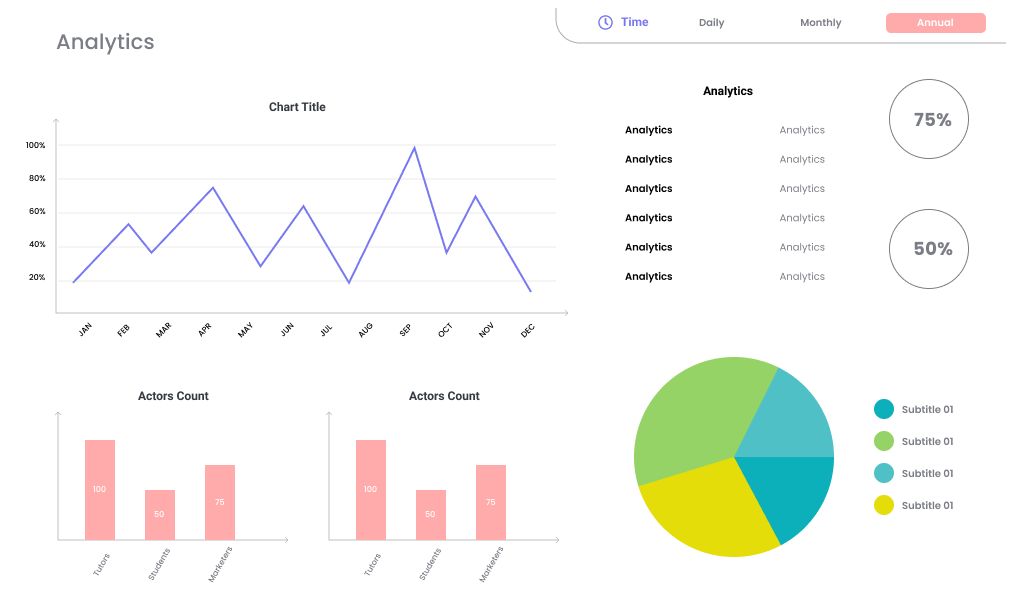 Analytics
Time Daily Monthly Annual
Chart Title
100%
80%
60%
40%
20%
JAN FEB MAR APR MAY JUN JUL AUG SEP OCT NOV DEC
Analytics
Analytics Analytics
Analytics Analytics
Analytics Analytics
Analytics Analytics
Analytics Analytics
Analytics Analytics
75%
50%
Actors Count
100 50 75
Tutors Students Marketers
Actors Count
100 50 75
Tutors Students Marketers
Subtitle 01
Subtitle 01
Subtitle 01
Subtitle 01